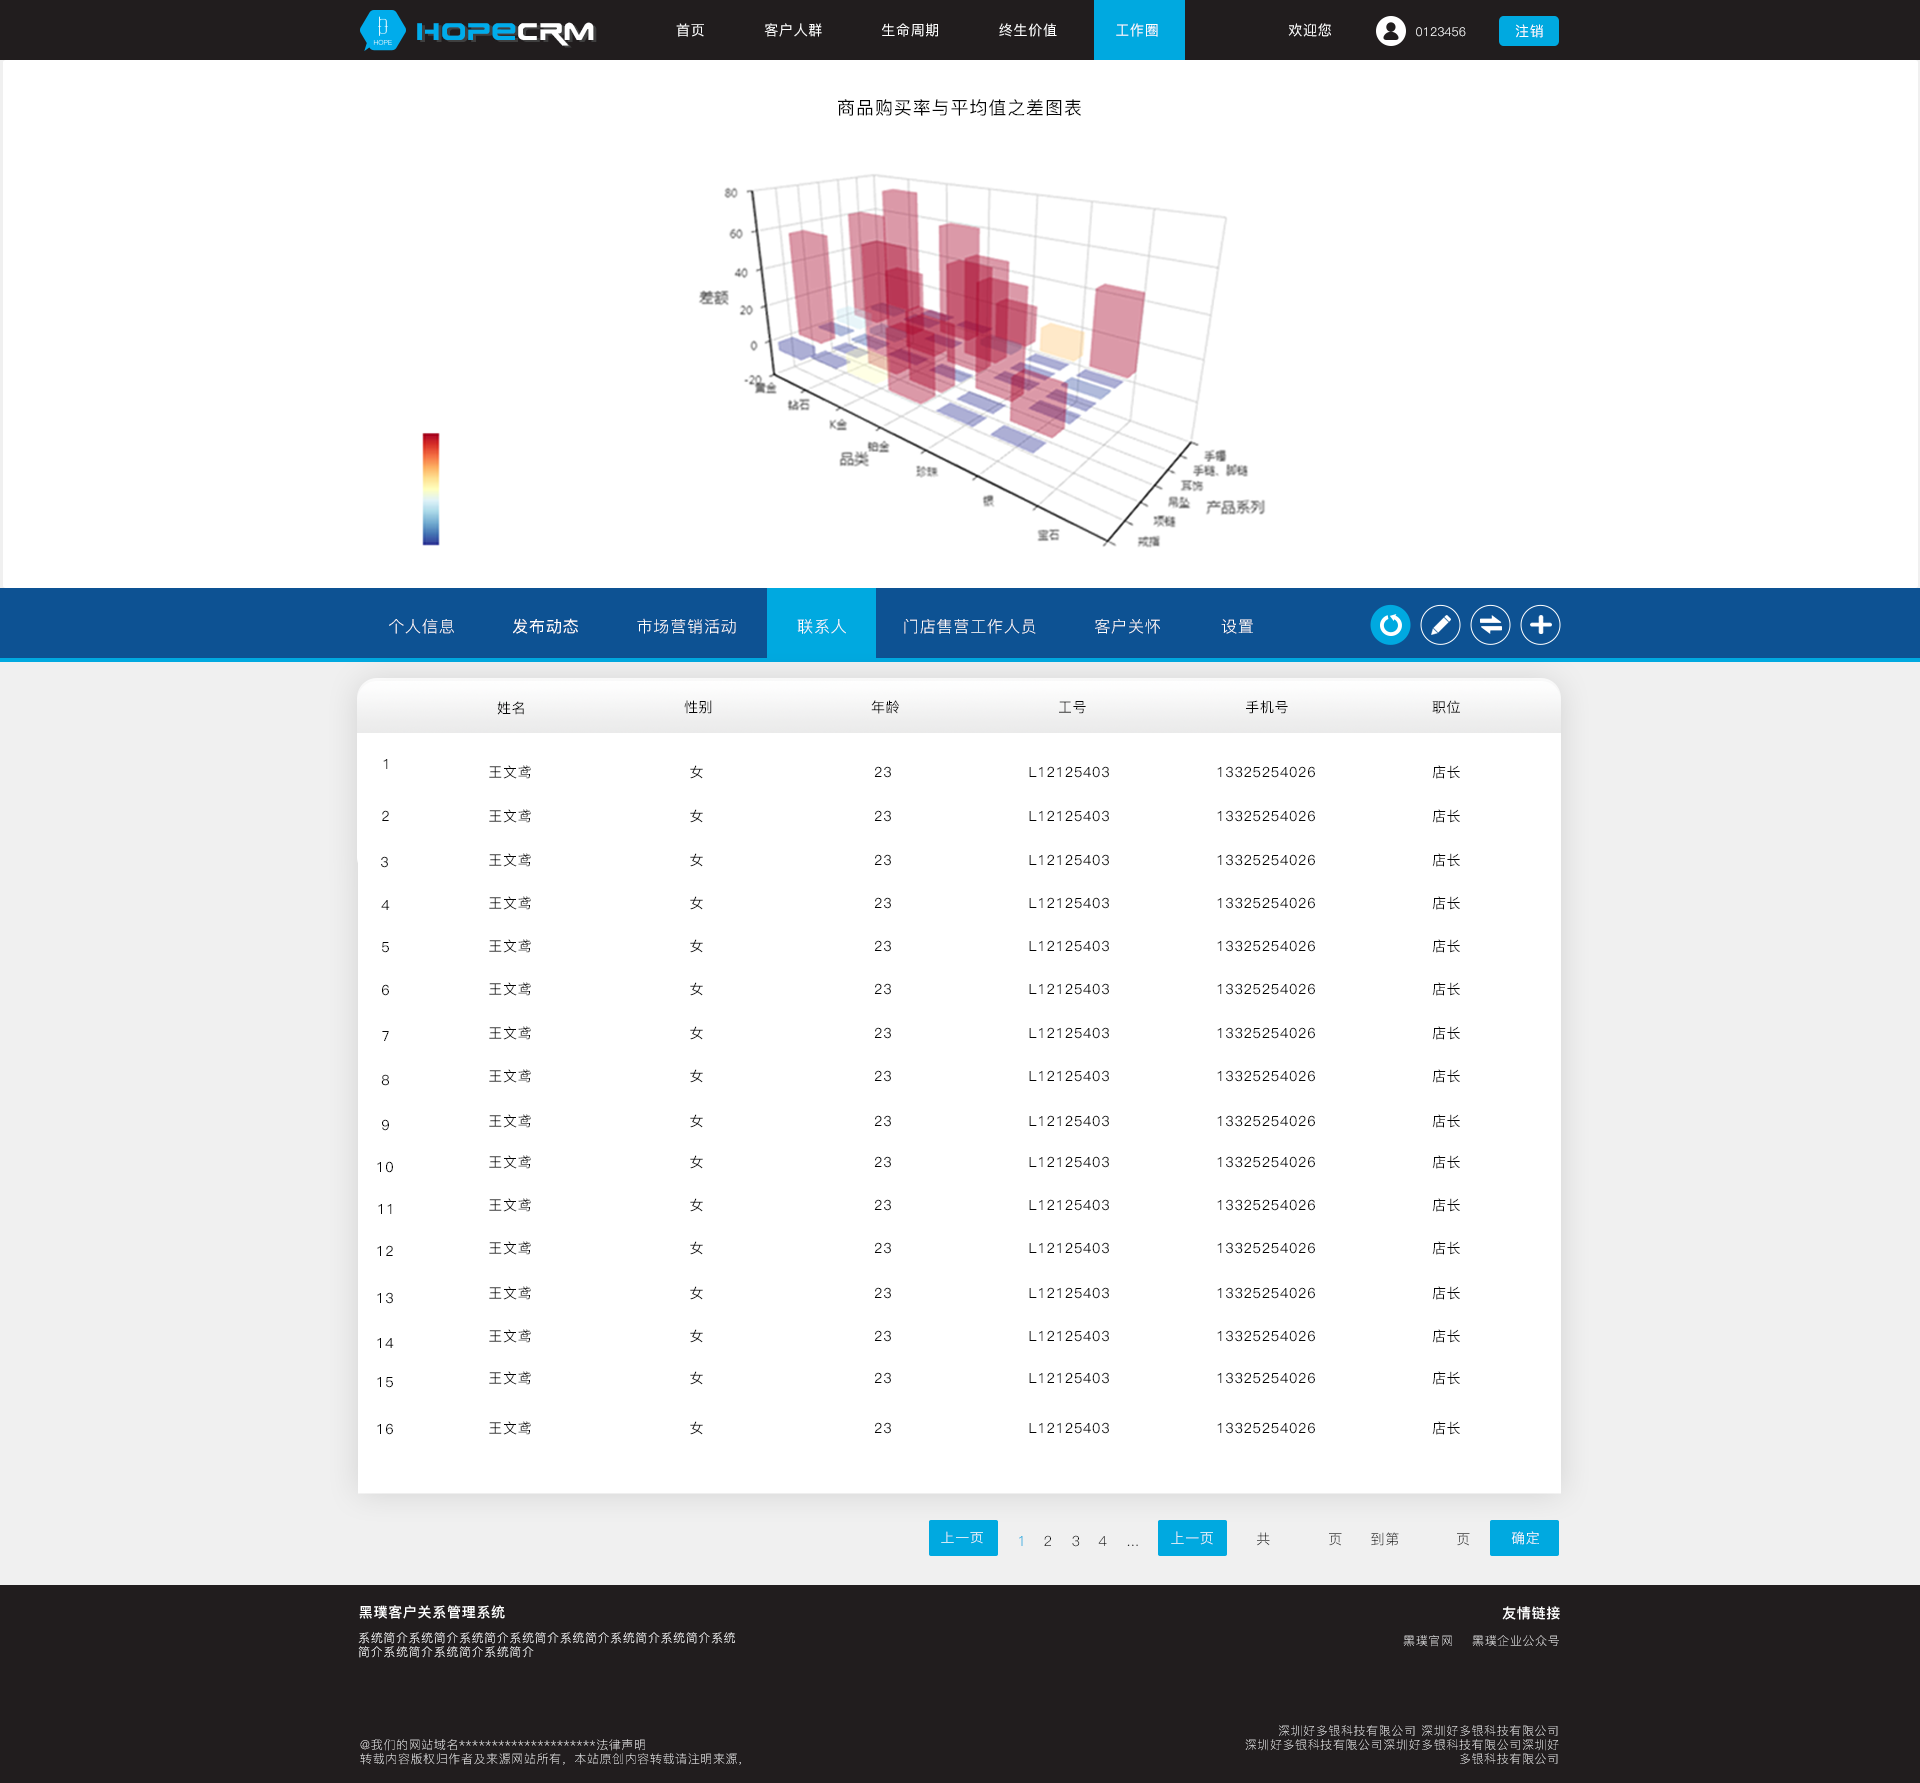 HOPE HOPECRM 首页 客户人群 生命周期 终生价值 工作圈 欢迎您 0123456 注销
商品购买率与平均值之差图表
80
60
40
20
0
-20
差额
黄金
钻石
K金
铂金
珍珠
银
宝石
品类
手镯
手链、脚链
耳饰
吊坠
项链
戒指
产品系列
个人信息 发布动态 市场营销活动 联系人 门店售营工作人员 客户关怀 设置
姓名 性别 年龄 工号 手机号 职位
1 王文鸢 女 23 L12125403 13325254026 店长
2 王文鸢 女 23 L12125403 13325254026 店长
3 王文鸢 女 23 L12125403 13325254026 店长
4 王文鸢 女 23 L12125403 13325254026 店长
5 王文鸢 女 23 L12125403 13325254026 店长
6 王文鸢 女 23 L12125403 13325254026 店长
7 王文鸢 女 23 L12125403 13325254026 店长
8 王文鸢 女 23 L12125403 13325254026 店长
9 王文鸢 女 23 L12125403 13325254026 店长
10 王文鸢 女 23 L12125403 13325254026 店长
11 王文鸢 女 23 L12125403 13325254026 店长
12 王文鸢 女 23 L12125403 13325254026 店长
13 王文鸢 女 23 L12125403 13325254026 店长
14 王文鸢 女 23 L12125403 13325254026 店长
15 王文鸢 女 23 L12125403 13325254026 店长
16 王文鸢 女 23 L12125403 13325254026 店长
上一页 1 2 3 4 ... 上一页 共 页 到第 页 确定
黑璞客户关系管理系统
系统简介系统简介系统简介系统简介系统简介系统简介系统简介系统
简介系统简介系统简介系统简介
友情链接
黑璞官网 黑璞企业公众号
@我们的网站域名*********************法律声明
转载内容版权归作者及来源网站所有，本站原创内容转载请注明来源，
深圳好多银科技有限公司 深圳好多银科技有限公司
深圳好多银科技有限公司深圳好多银科技有限公司深圳好
多银科技有限公司